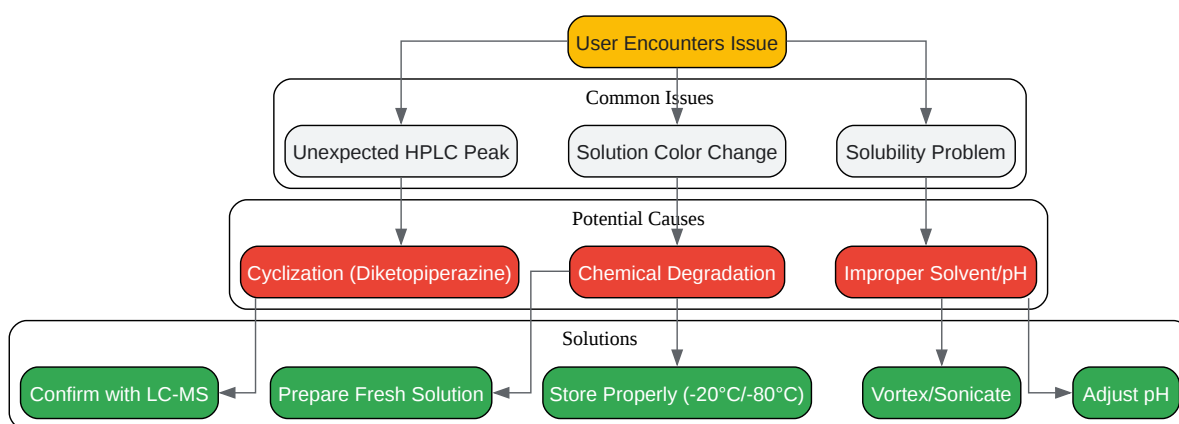 User Encounters Issue
Common Issues
Unexpected HPLC Peak
Solution Color Change
Solubility Problem
Potential Causes
Cyclization (Diketopiperazine)
Chemical Degradation
Improper Solvent/pH
Solutions
Confirm with LC-MS
Prepare Fresh Solution
Store Properly (-20°C/-80°C)
Vortex/Sonicate
Adjust pH